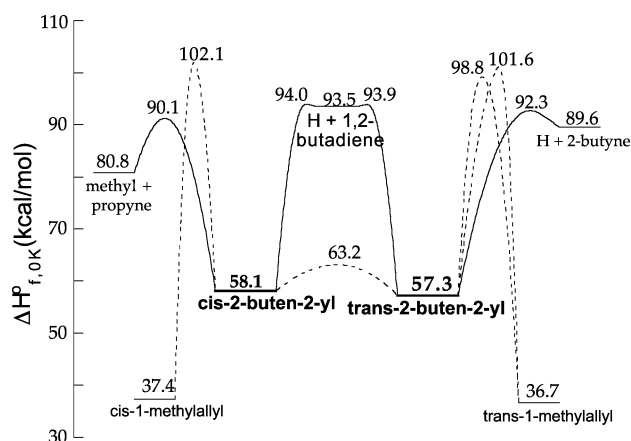 110
90
70
50
30
ΔHºf,0K(kcal/mol)
102.1
90.1
80.8
methyl +
propyne
94.0
93.5
93.9
H + 1,2-
butadiene
98.8
101.6
92.3
89.6
H + 2-butyne
63.2
58.1
cis-2-buten-2-yl
57.3
trans-2-buten-2-yl
37.4
cis-1-methylallyl
36.7
trans-1-methylallyl